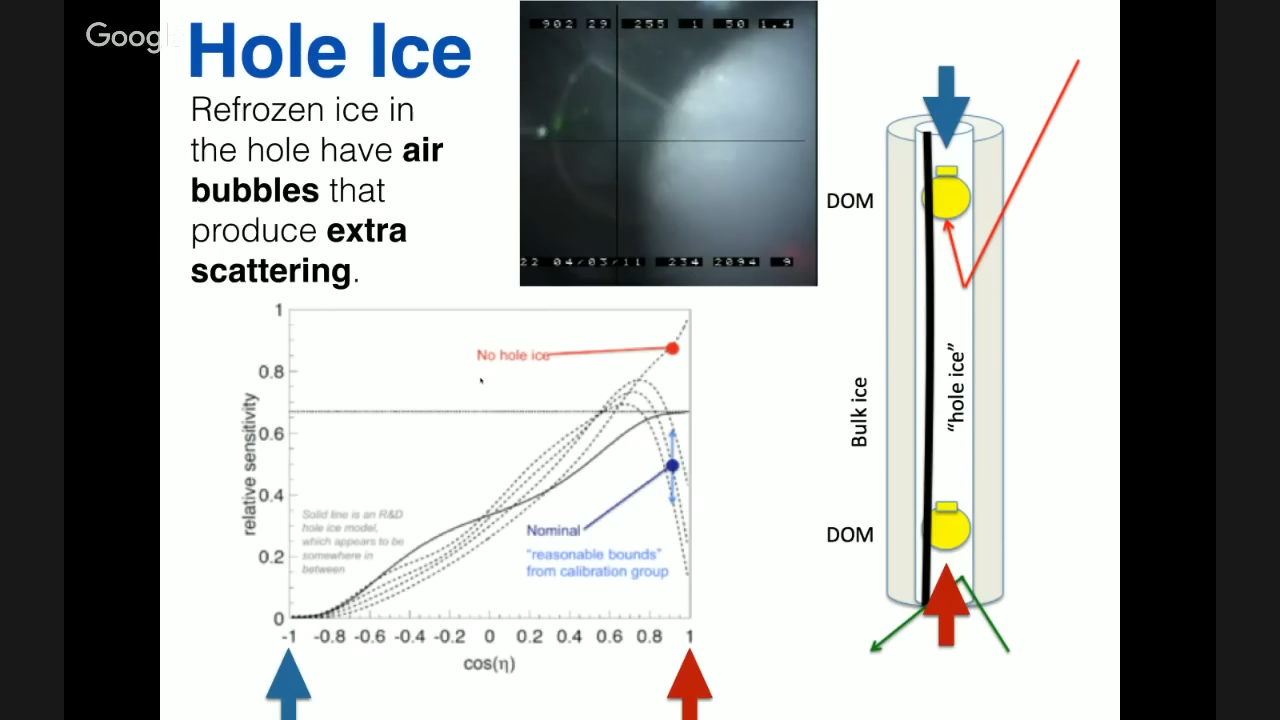 Google
Hole Ice
Refrozen ice in
the hole have air
bubbles that
produce extra
scattering.
902 29 255 1 50 1.4
22 04/03/11 234 2094 9
DOM
DOM
Bulk ice
"hole ice"
1
0.8
0.6
0.4
0.2
0
relative sensitivity
No hole ice
Solid line is an R&D
hole ice model,
which appears to be
somewhere in
between
Nominal
"reasonable bounds"
from calibration group
-1 -0.8 -0.6 -0.4 -0.2 0 0.2 0.4 0.6 0.8 1
cos(η)